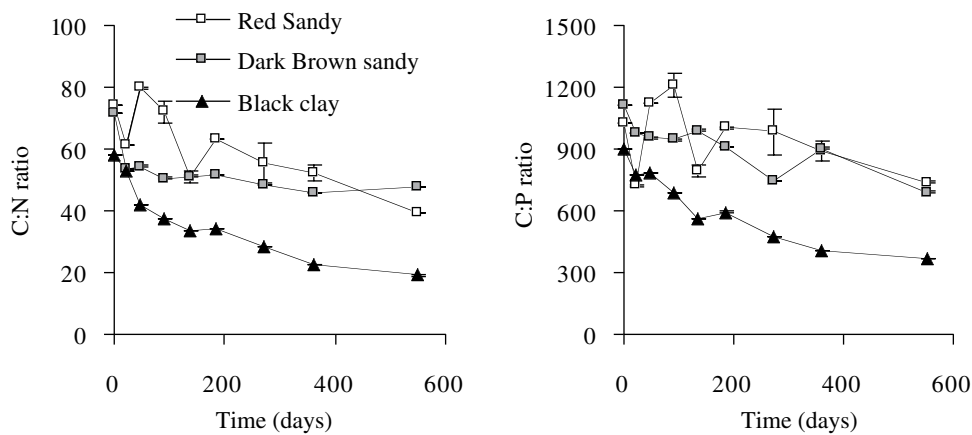 Red Sandy
Dark Brown sandy
Black clay
C:N ratio
100
80
60
40
20
0
0 200 400 600
Time (days)
C:P ratio
1500
1200
900
600
300
0
0 200 400 600
Time (days)